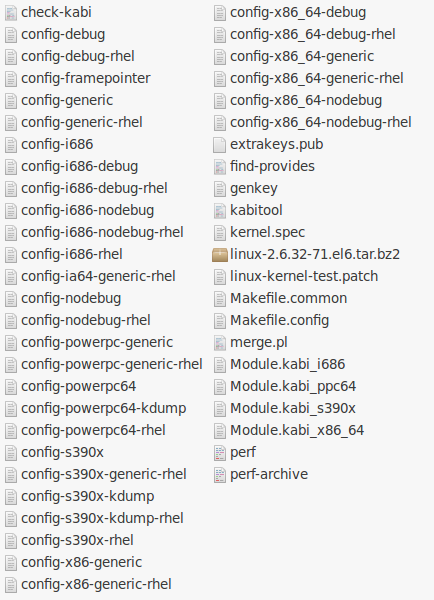 check-kabi
config-debug
config-debug-rhel
config-framepointer
config-generic
config-generic-rhel
config-i686
config-i686-debug
config-i686-debug-rhel
config-i686-nodebug
config-i686-nodebug-rhel
config-i686-rhel
config-ia64-generic-rhel
config-nodebug
config-nodebug-rhel
config-powerpc-generic
config-powerpc-generic-rhel
config-powerpc64
config-powerpc64-kdump
config-powerpc64-rhel
config-s390x
config-s390x-generic-rhel
config-s390x-kdump
config-s390x-kdump-rhel
config-s390x-rhel
config-x86-generic
config-x86-generic-rhel
config-x86_64-debug
config-x86_64-debug-rhel
config-x86_64-generic
config-x86_64-generic-rhel
config-x86_64-nodebug
config-x86_64-nodebug-rhel
extrakeys.pub
find-provides
genkey
kabitool
kernel.spec
linux-2.6.32-71.el6.tar.bz2
linux-kernel-test.patch
Makefile.common
Makefile.config
merge.pl
Module.kabi_i686
Module.kabi_ppc64
Module.kabi_s390x
Module.kabi_x86_64
perf
perf-archive